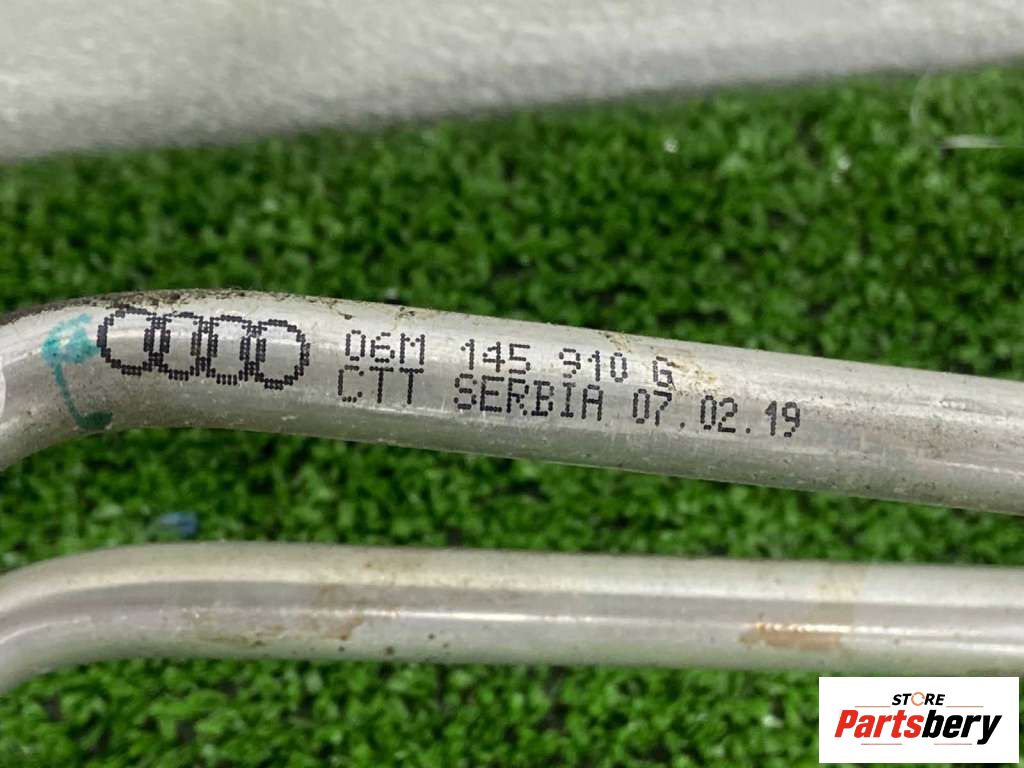 06M 145 910 G
CTT SERBIA 07.02.19
STORE
Partsbery